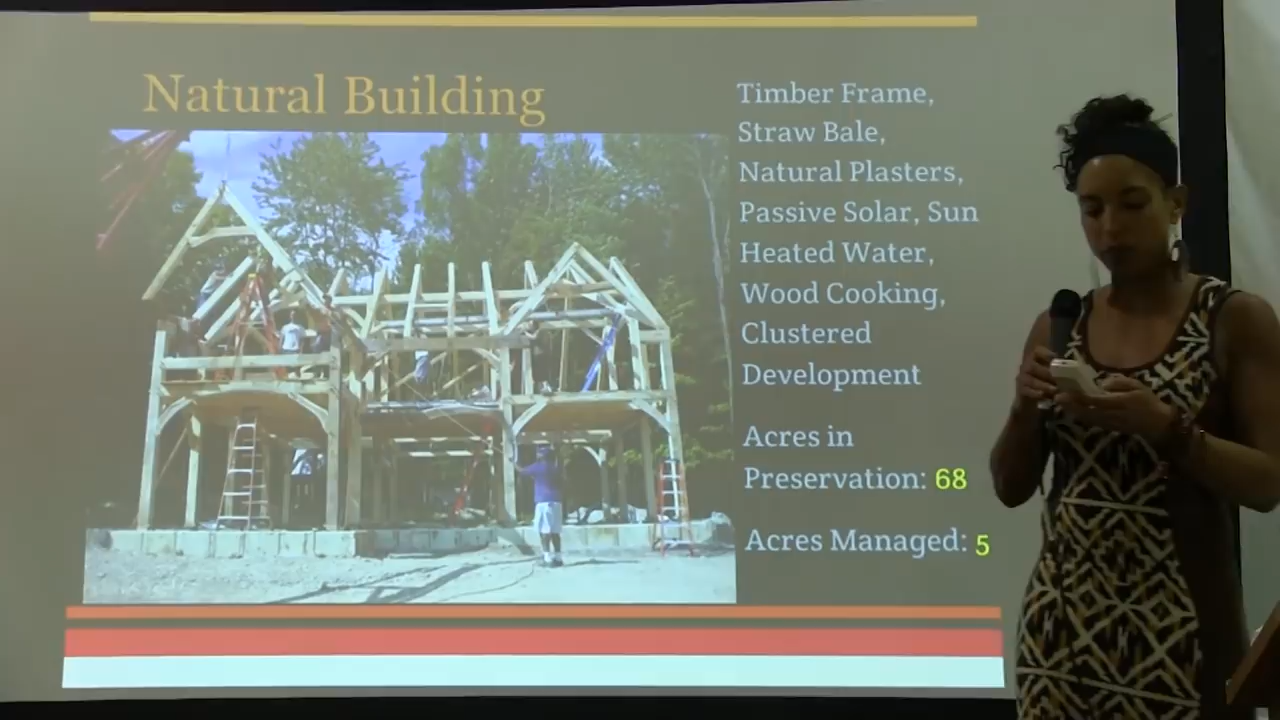 Natural Building
Timber Frame,
Straw Bale,
Natural Plasters,
Passive Solar, Sun
Heated Water,
Wood Cooking,
Clustered
Development
Acres in
Preservation: 68
Acres Managed: 5